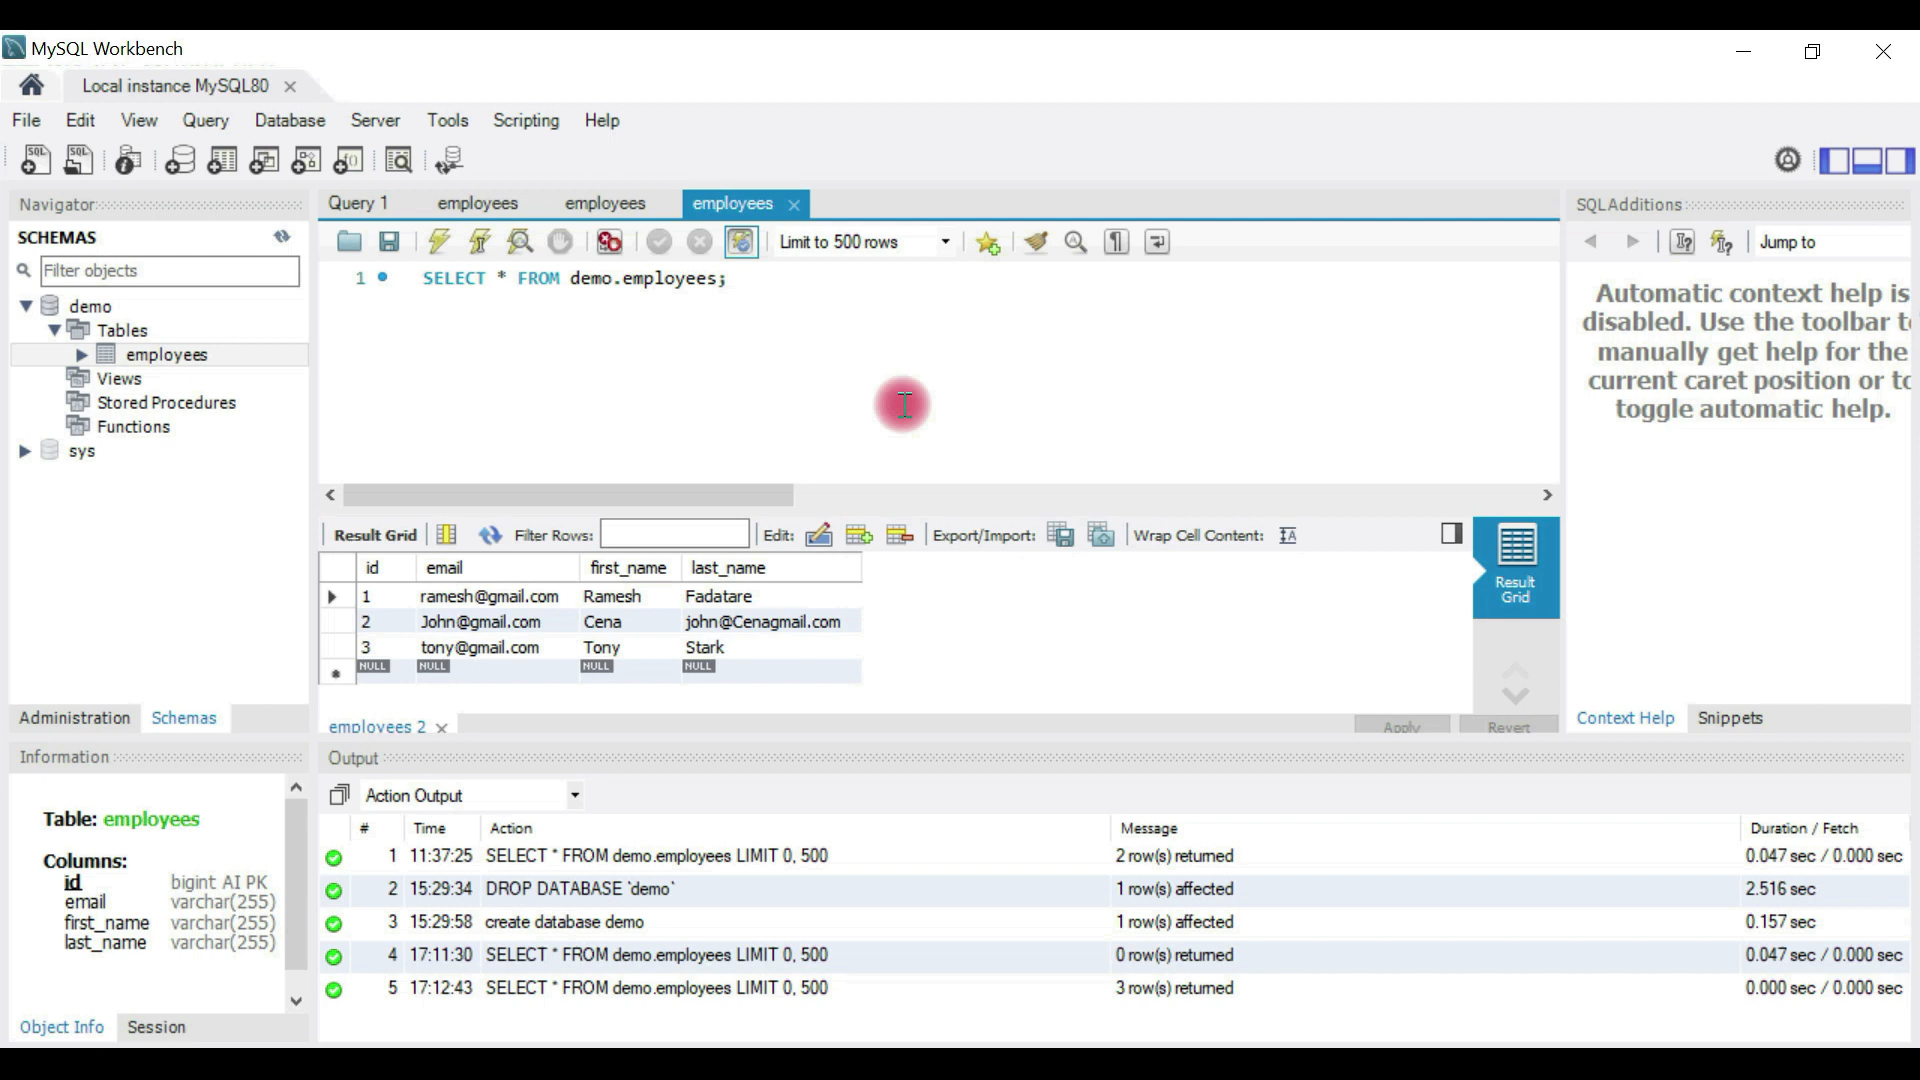 MySQL Workbench
Local instance MySQL80
File Edit View Query Database Server Tools Scripting Help
Navigator
SCHEMAS
Filter objects
demo
Tables
employees
Views
Stored Procedures
Functions
sys
Administration Schemas
Query 1 employees employees employees
Limit to 500 rows
1 SELECT * FROM demo.employees;
Result Grid Filter Rows: Edit: Export/Import: Wrap Cell Content:
id email first_name last_name
1 ramesh@gmail.com Ramesh Fadatare
2 John@gmail.com Cena john@Cenagmail.com
3 tony@gmail.com Tony Stark
NULL NULL NULL NULL
Result
Grid
employees 2 Apply Revert
SQLAdditions
Jump to
Automatic context help is
disabled. Use the toolbar to
manually get help for the
current caret position or to
toggle automatic help.
Context Help Snippets
Information
Table: employees
Columns:
id bigint AI PK
email varchar(255)
first_name varchar(255)
last_name varchar(255)
Object Info Session
Output
Action Output
# Time Action Message Duration / Fetch
1 11:37:25 SELECT * FROM demo.employees LIMIT 0, 500 2 row(s) returned 0.047 sec / 0.000 sec
2 15:29:34 DROP DATABASE `demo` 1 row(s) affected 2.516 sec
3 15:29:58 create database demo 1 row(s) affected 0.157 sec
4 17:11:30 SELECT * FROM demo.employees LIMIT 0, 500 0 row(s) returned 0.047 sec / 0.000 sec
5 17:12:43 SELECT * FROM demo.employees LIMIT 0, 500 3 row(s) returned 0.000 sec / 0.000 sec